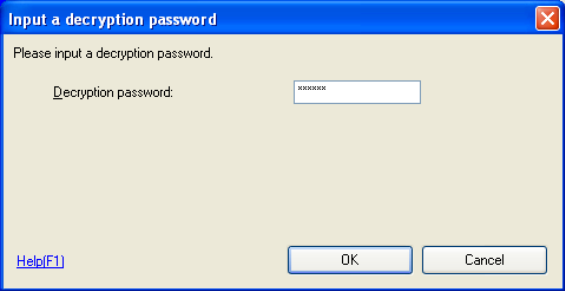 Input a decryption password
Please input a decryption password.
Decryption password: ******
Help(F1)
OK Cancel